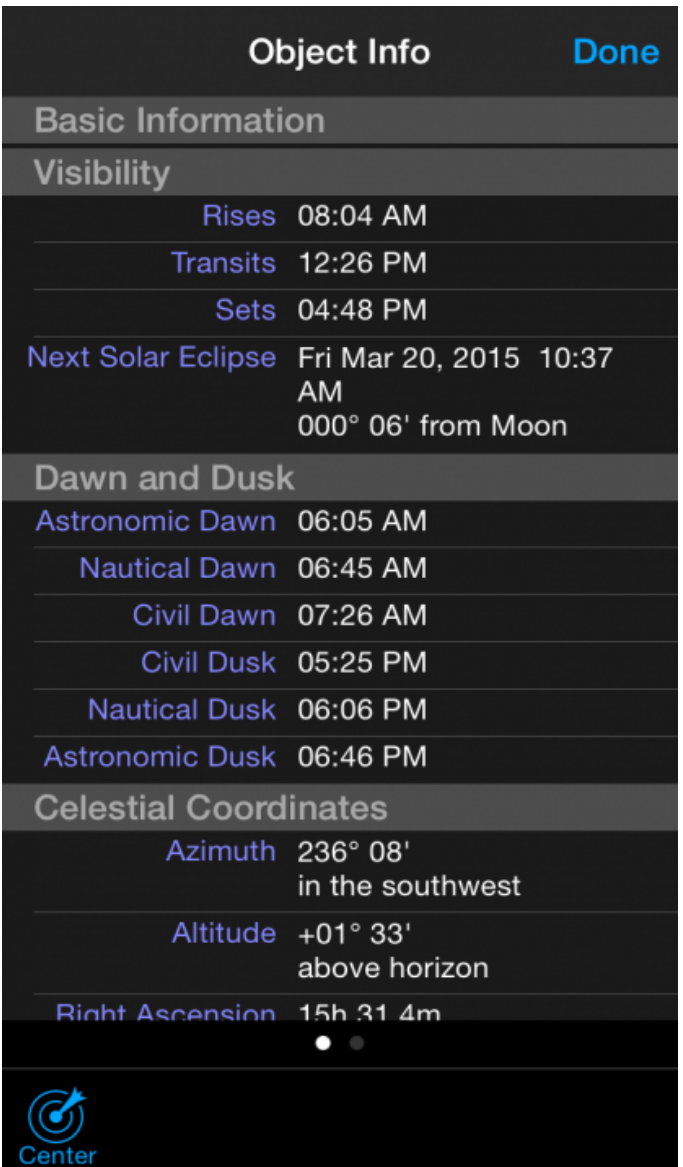 Object Info Done
Basic Information
Visibility
Rises 08:04 AM
Transits 12:26 PM
Sets 04:48 PM
Next Solar Eclipse Fri Mar 20, 2015 10:37
AM
000° 06' from Moon
Dawn and Dusk
Astronomic Dawn 06:05 AM
Nautical Dawn 06:45 AM
Civil Dawn 07:26 AM
Civil Dusk 05:25 PM
Nautical Dusk 06:06 PM
Astronomic Dusk 06:46 PM
Celestial Coordinates
Azimuth 236° 08'
in the southwest
Altitude +01° 33'
above horizon
Right Ascension 15h 31.4m
Center